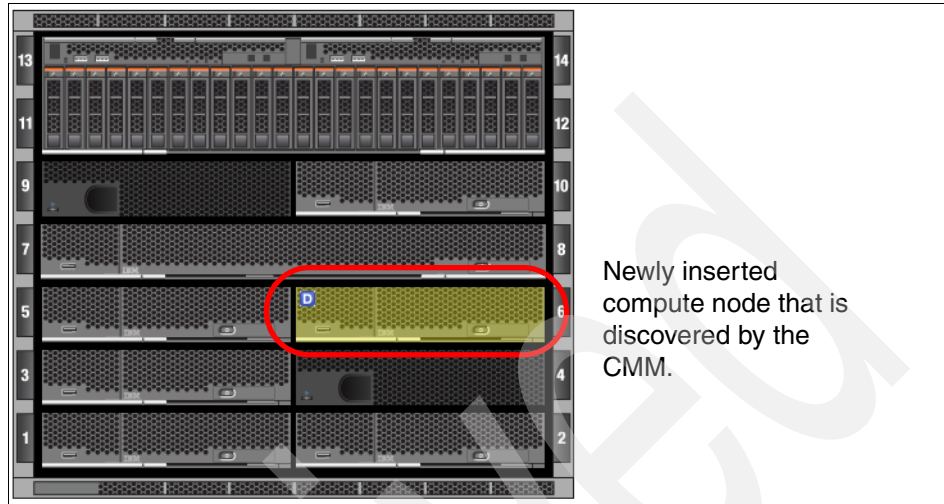 13
14
11
12
9
10
7
8
5
D
6
3
4
1
2
Newly inserted
compute node that is
discovered by the
CMM.